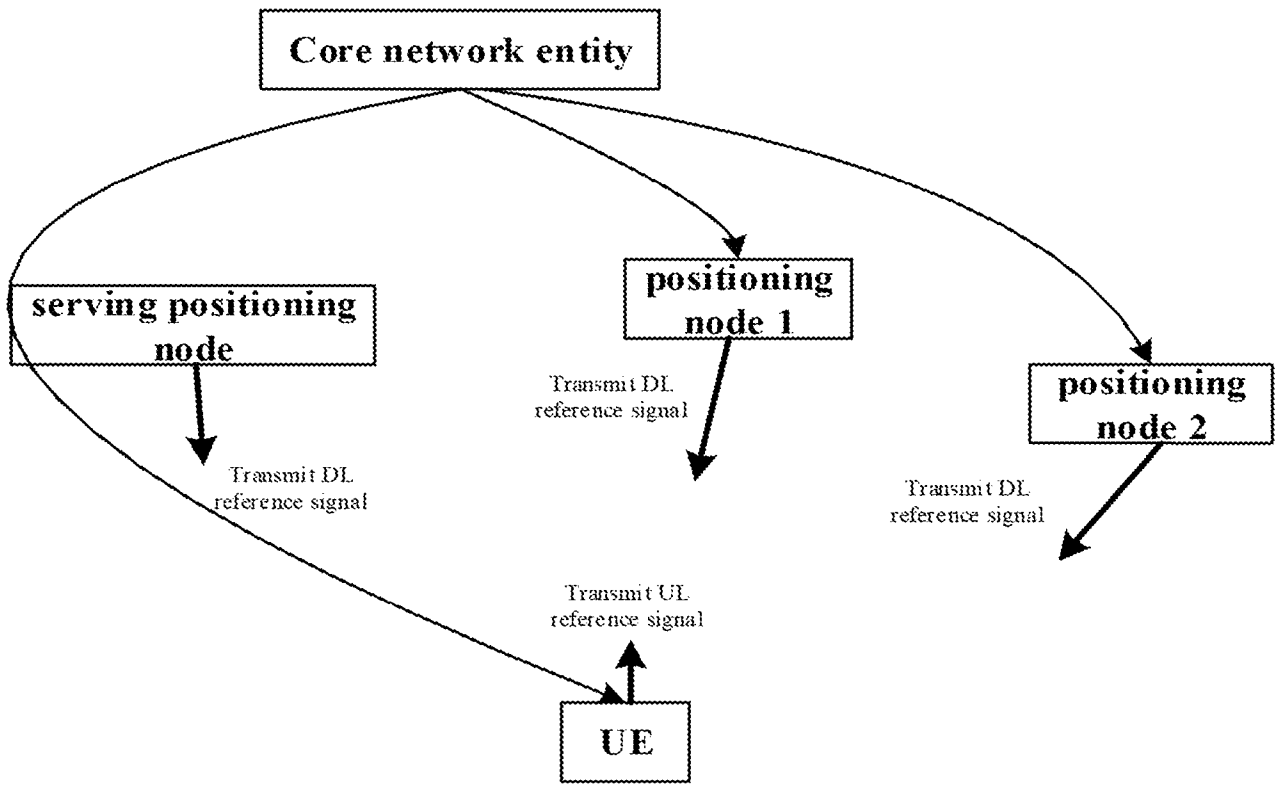 Core network entity
serving positioning
node
positioning
node 1
positioning
node 2
Transmit DL
reference signal
Transmit DL
reference signal
Transmit DL
reference signal
Transmit UL
reference signal
UE